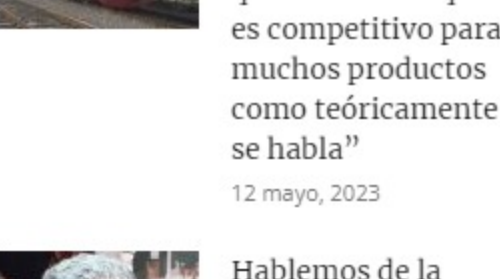 es competitivo para
muchos productos
como teóricamente
se habla”
12 mayo, 2023
Hablemos de la